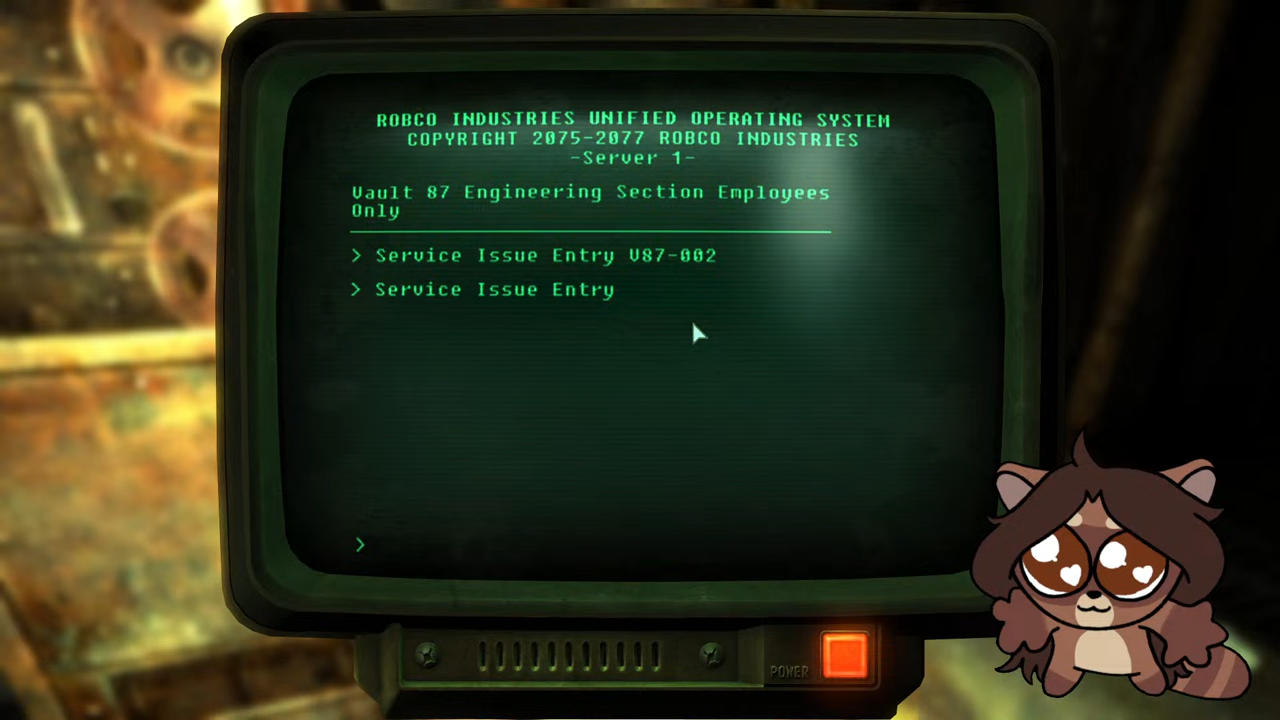 ROBCO INDUSTRIES UNIFIED OPERATING SYSTEM
COPYRIGHT 2075-2077 ROBCO INDUSTRIES
-Server 1-
Vault 87 Engineering Section Employees
Only
> Service Issue Entry V87-002
> Service Issue Entry
>
POWER